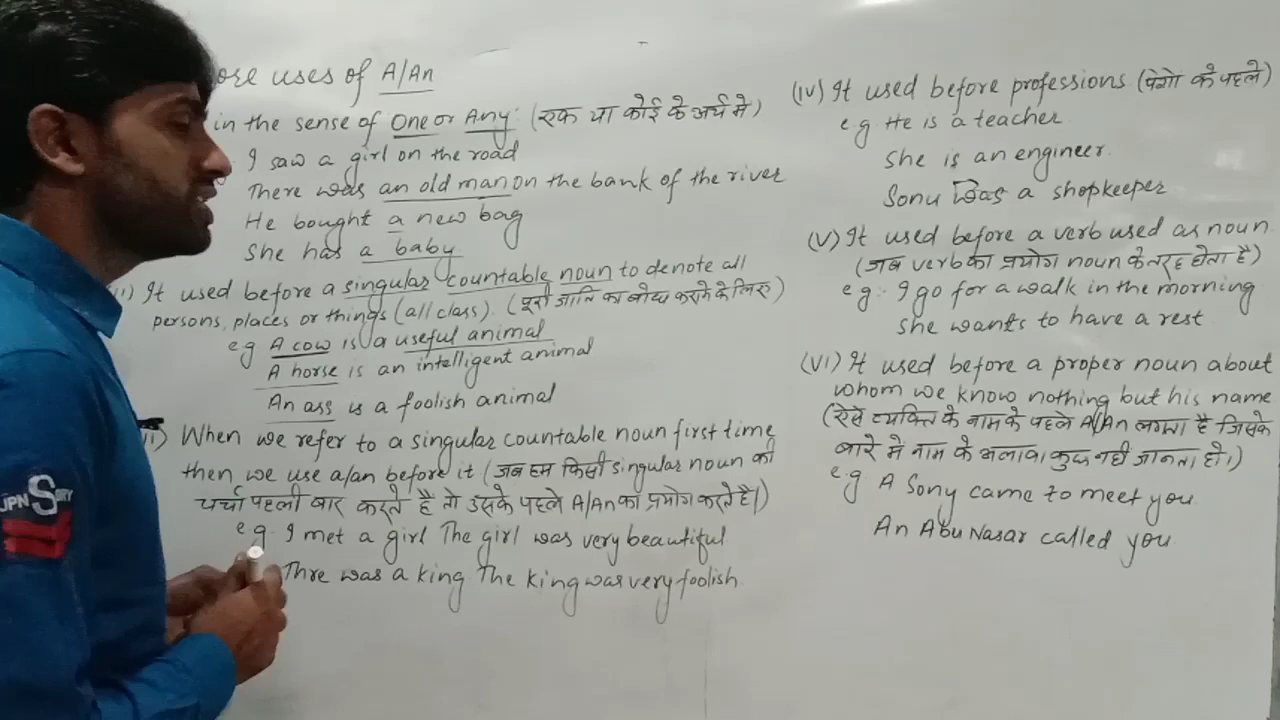 ore uses of A/An
in the sense of One or Any: (एक या कोई के अर्थ मे)
I saw a girl on the road
There was an old man on the bank of the river
He bought a new bag
She has a baby
It used before a singular countable noun to denote all
persons, places or things (all class). (पूरी जाति का बोध कराने के लिए)
eg A cow is a useful animal
A horse is an intelligent animal
An ass is a foolish animal
When we refer to a singular countable noun first time
then we use a/an before it (जब हम किसी singular noun की
चर्चा पहली बार करते है तो उसके पहले A/An का प्रयोग करते है।)
e.g. I met a girl The girl was very beautiful
Thre was a king The king was very foolish
(IV) It used before professions (पेशो के पहले)
e g He is a teacher
She is an engineer.
Sonu was a shopkeeper
(V) It used before a verb used as noun
(जब verb का प्रयोग noun के तरह होता है)
eg:- I go for a walk in the morning
She wants to have a rest
(VI) It used before a proper noun about
whom we know nothing but his name
(ऐसे व्यक्ति के नाम के पहले A/An लगता है जिसके
बारे मे नाम के अलावा कुछ नही जानता हो।)
e g A Sony came to meet you
An Abu Nasar called you
JPN